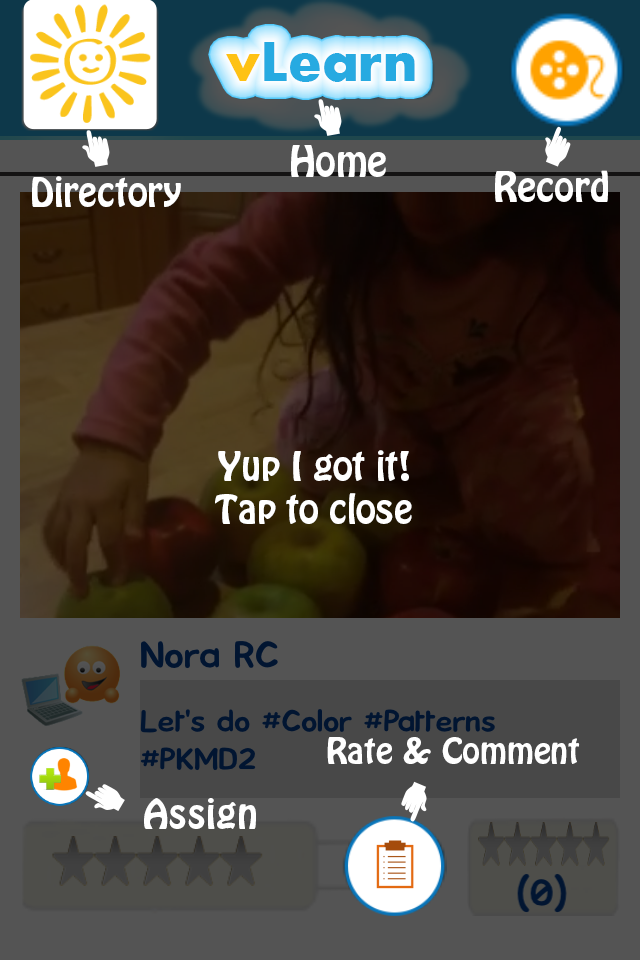 vLearn
Home
Directory
Record
Yup I got it!
Tap to close
Nora RC
Let's do #Color #Patterns
#PKMD2
Rate & Comment
Assign
(0)